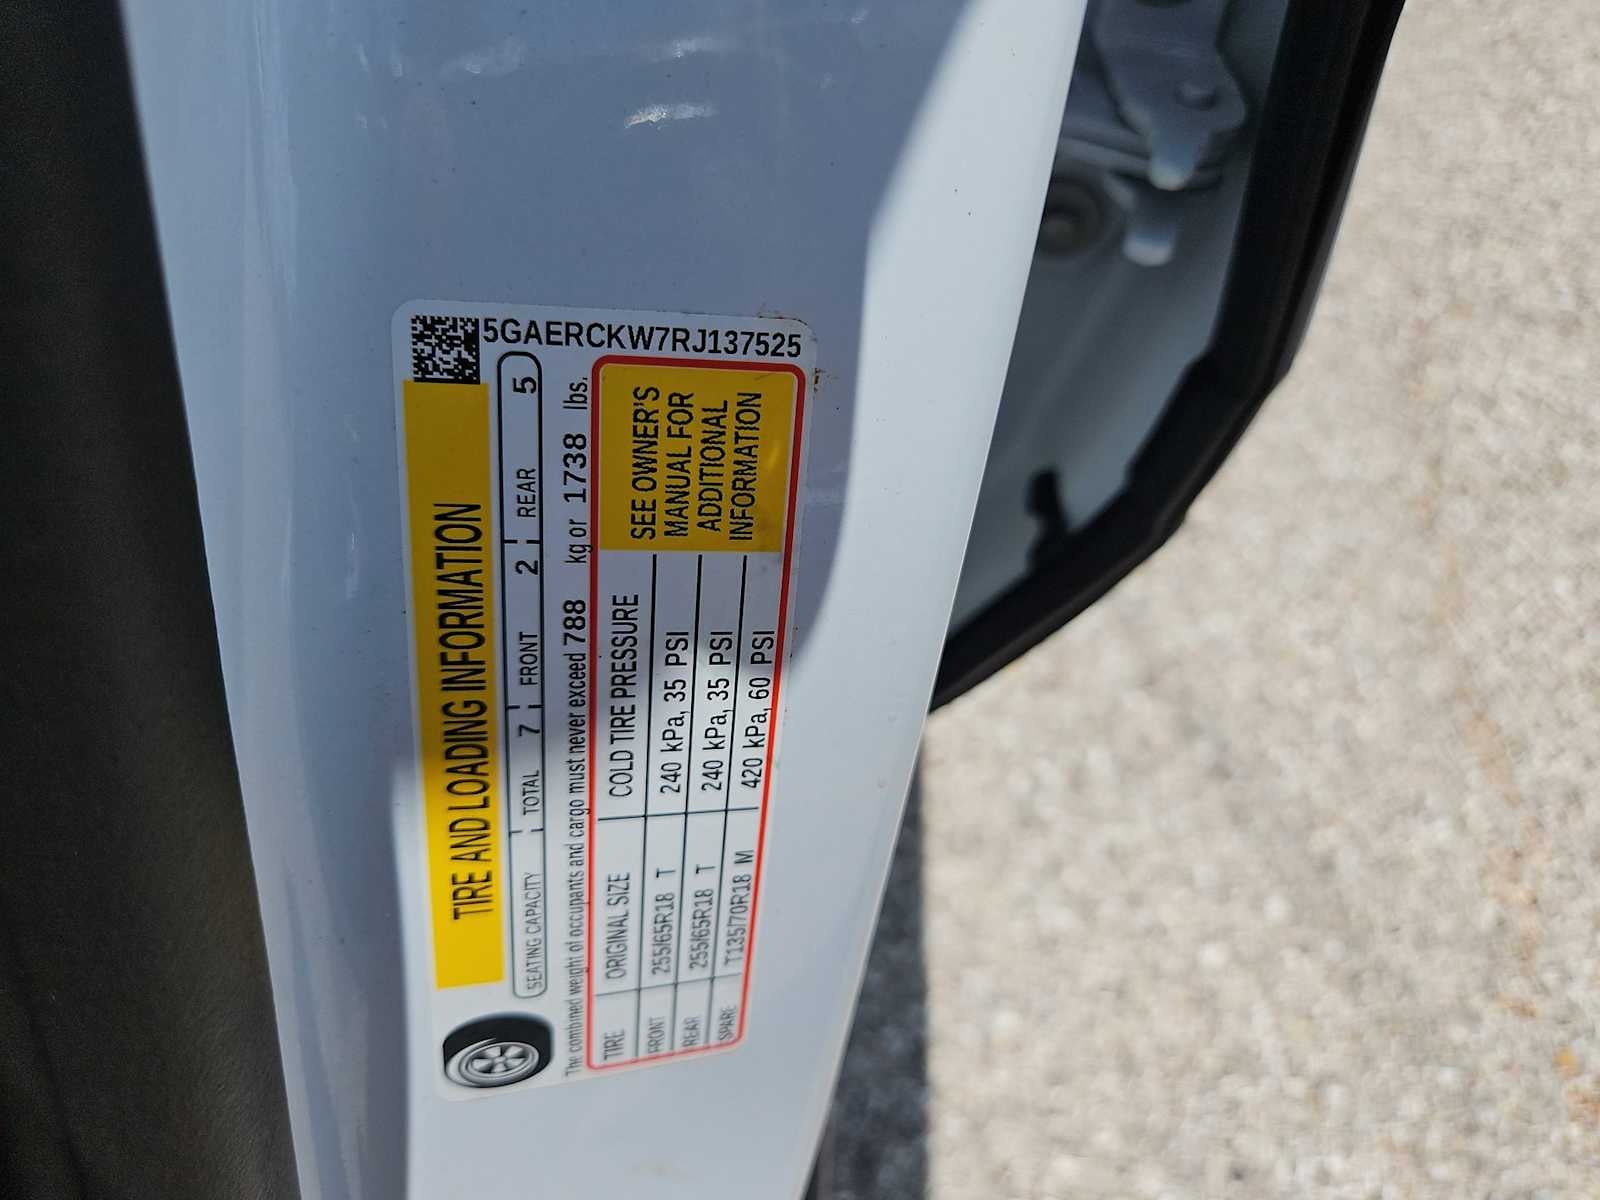 5GAERCKW7RJ137525
TIRE AND LOADING INFORMATION
SEATING CAPACITY TOTAL 7 FRONT 2 REAR 5
The combined weight of occupants and cargo must never exceed 788 kg or 1738 lbs.
TIRE ORIGINAL SIZE COLD TIRE PRESSURE
FRONT 255/65R18 T 240 kPa, 35 PSI
REAR 255/65R18 T 240 kPa, 35 PSI
SPARE T135/70R18 M 420 kPa, 60 PSI
SEE OWNER'S
MANUAL FOR
ADDITIONAL
INFORMATION